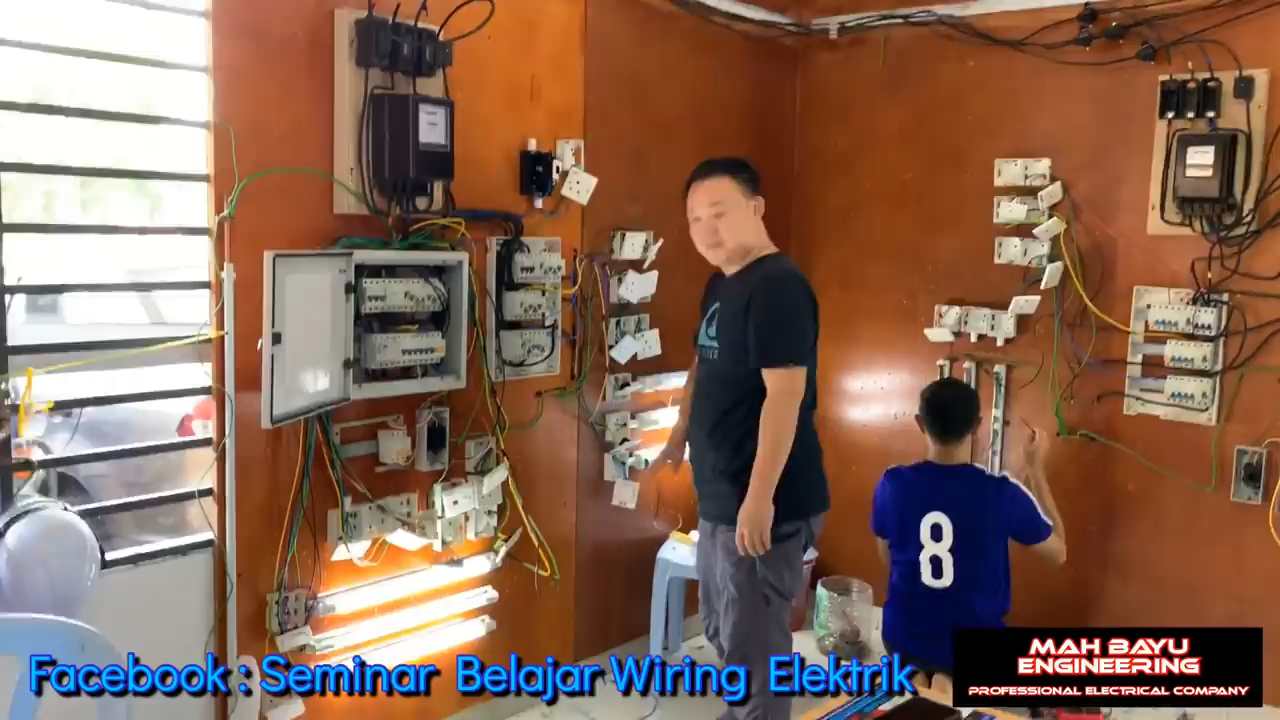 8
Facebook : Seminar Belajar Wiring Elektrik
MAH BAYU
ENGINEERING
PROFESSIONAL ELECTRICAL COMPANY